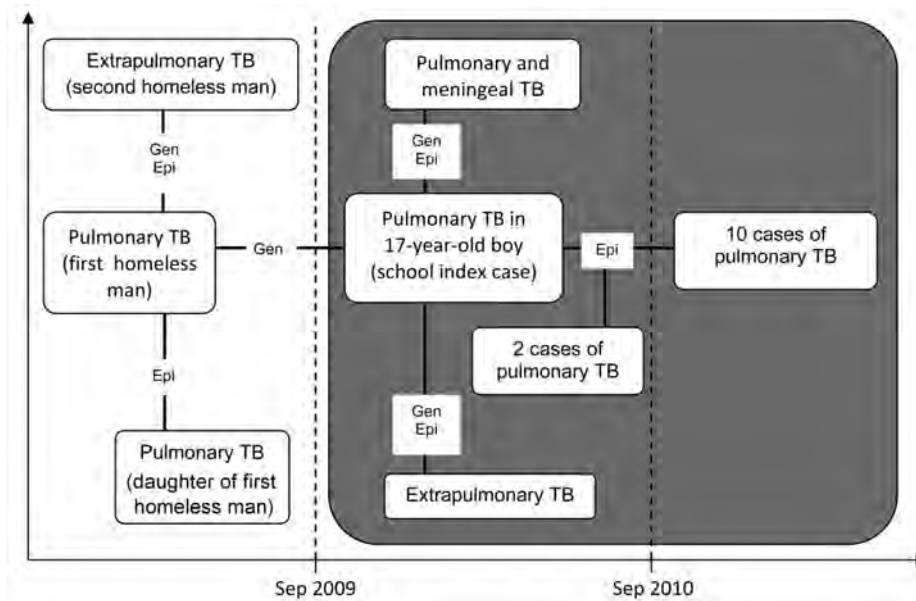 Extrapulmonary TB
(second homeless man)
Gen
Epi
Pulmonary TB
(first homeless
man)
Gen
Epi
Pulmonary TB
(daughter of first
homeless man)
Pulmonary and
meningeal TB
Gen
Epi
Pulmonary TB in
17-year-old boy
(school index case)
Epi
10 cases of
pulmonary TB
2 cases of
pulmonary TB
Gen
Epi
Extrapulmonary TB
Sep 2009
Sep 2010